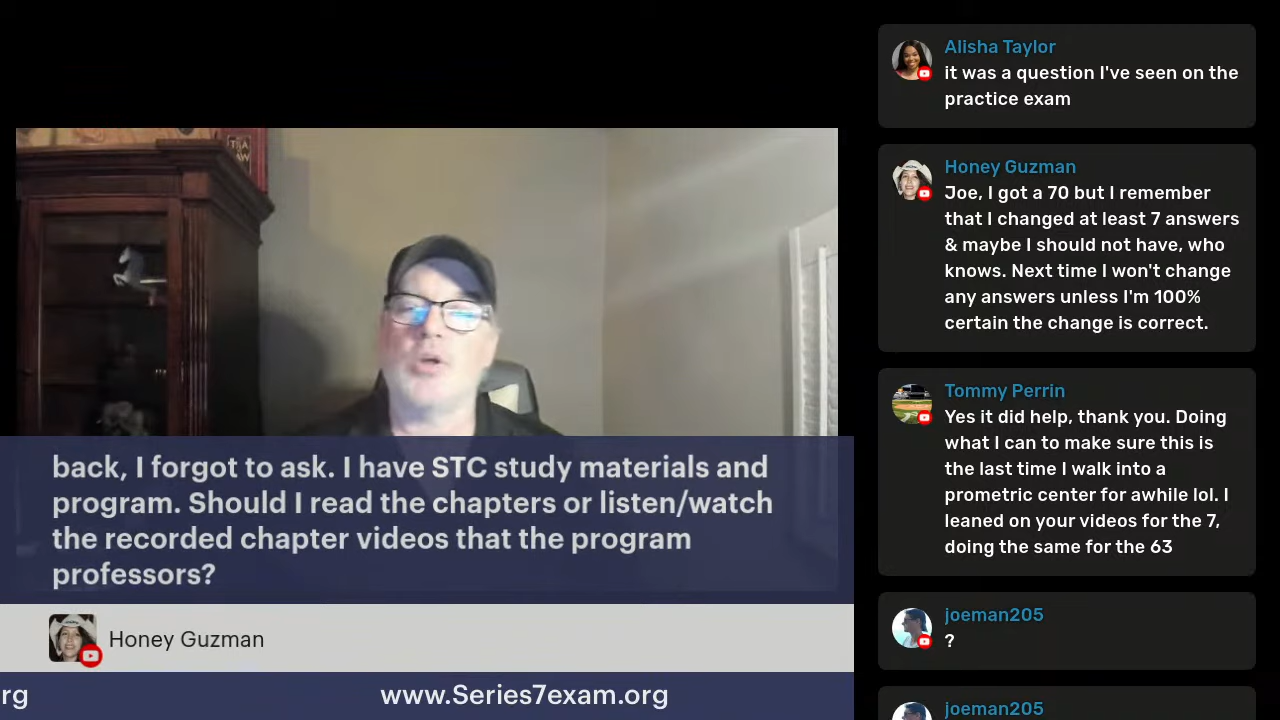 back, I forgot to ask. I have STC study materials and
program. Should I read the chapters or listen/watch
the recorded chapter videos that the program
professors?
Honey Guzman
rg
www.Series7exam.org
Alisha Taylor
it was a question I've seen on the
practice exam
Honey Guzman
Joe, I got a 70 but I remember
that I changed at least 7 answers
& maybe I should not have, who
knows. Next time I won't change
any answers unless I'm 100%
certain the change is correct.
Tommy Perrin
Yes it did help, thank you. Doing
what I can to make sure this is
the last time I walk into a
prometric center for awhile lol. I
leaned on your videos for the 7,
doing the same for the 63
joeman205
?
joeman205